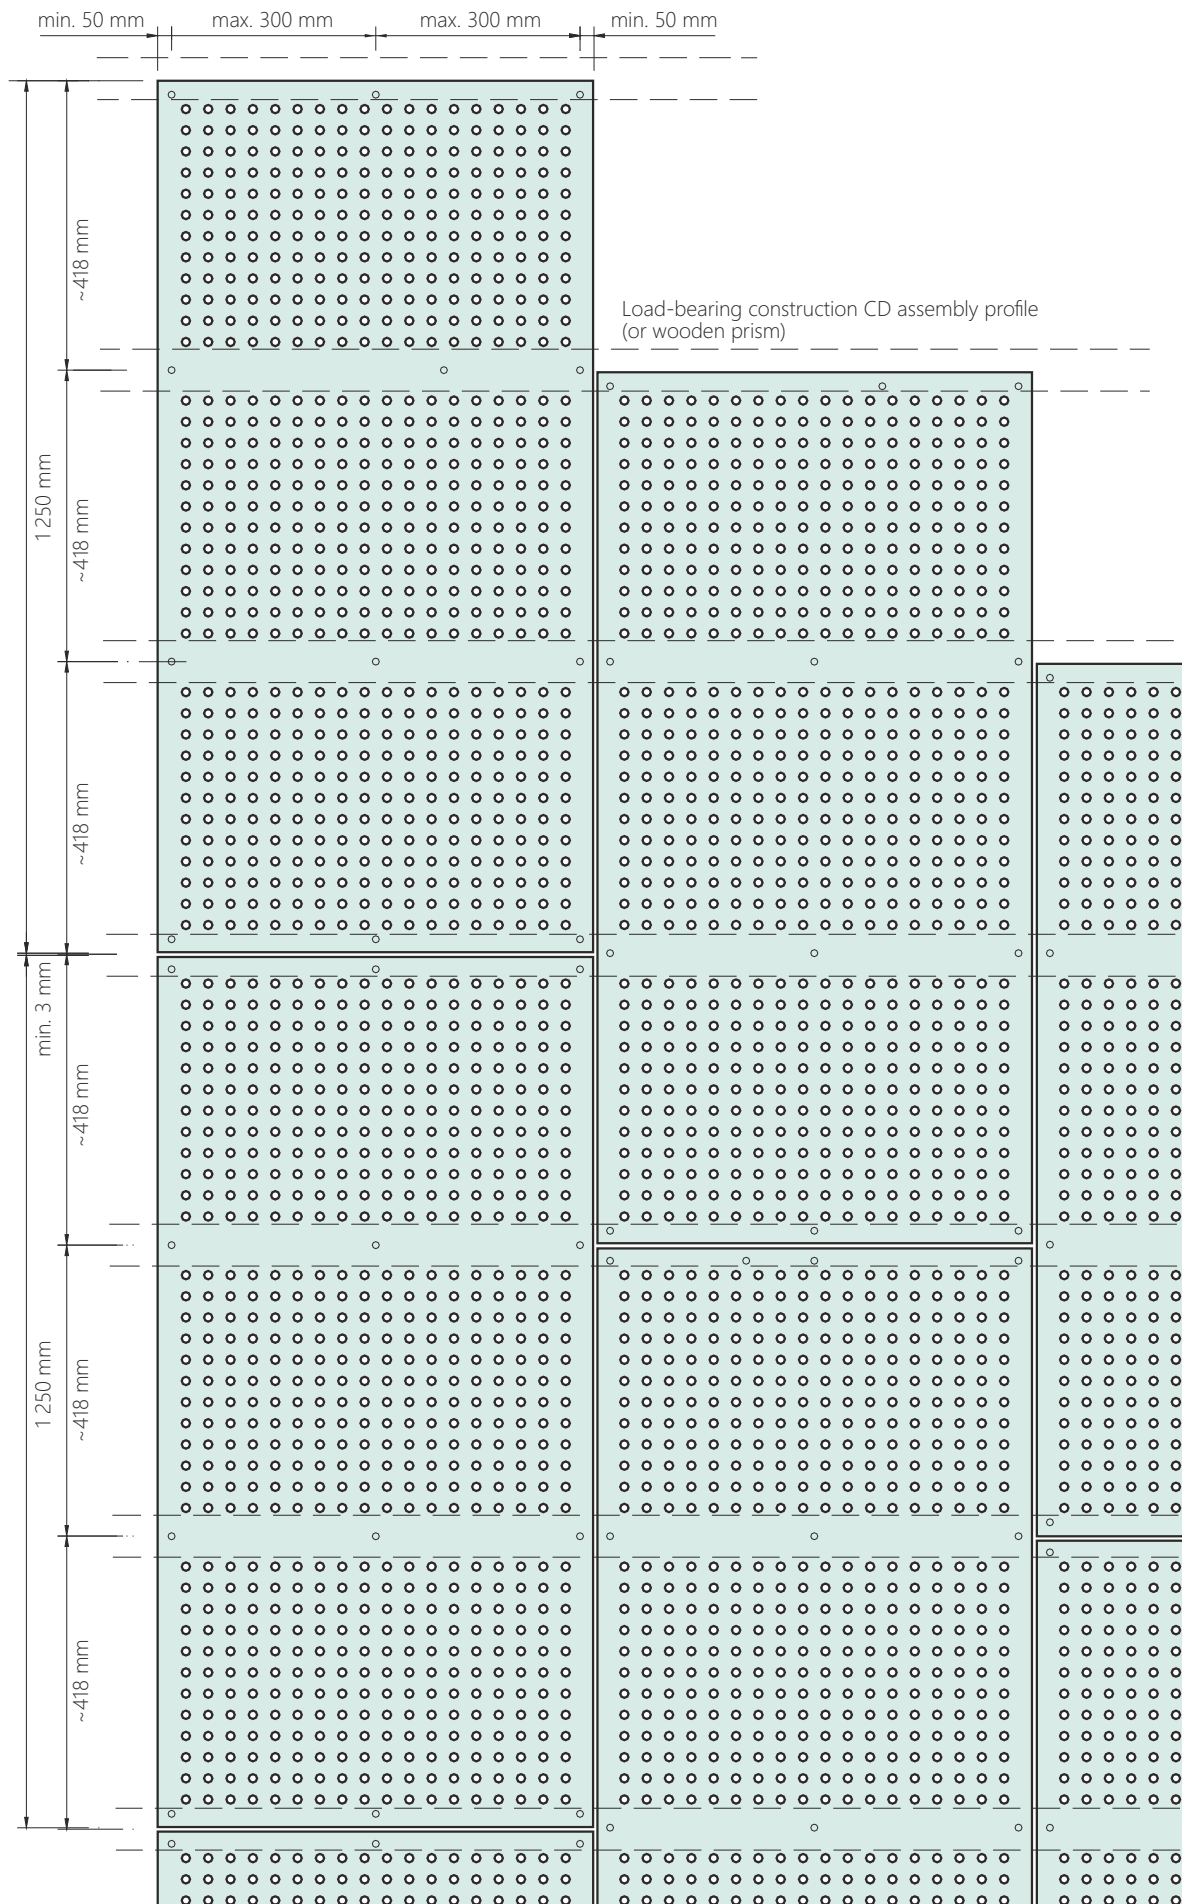 min. 50 mm
max. 300 mm
max. 300 mm
min. 50 mm
~418 mm
Load-bearing construction CD assembly profile
(or wooden prism)
1 250 mm
~418 mm
~418 mm
min. 3 mm
~418 mm
1 250 mm
~418 mm
~418 mm